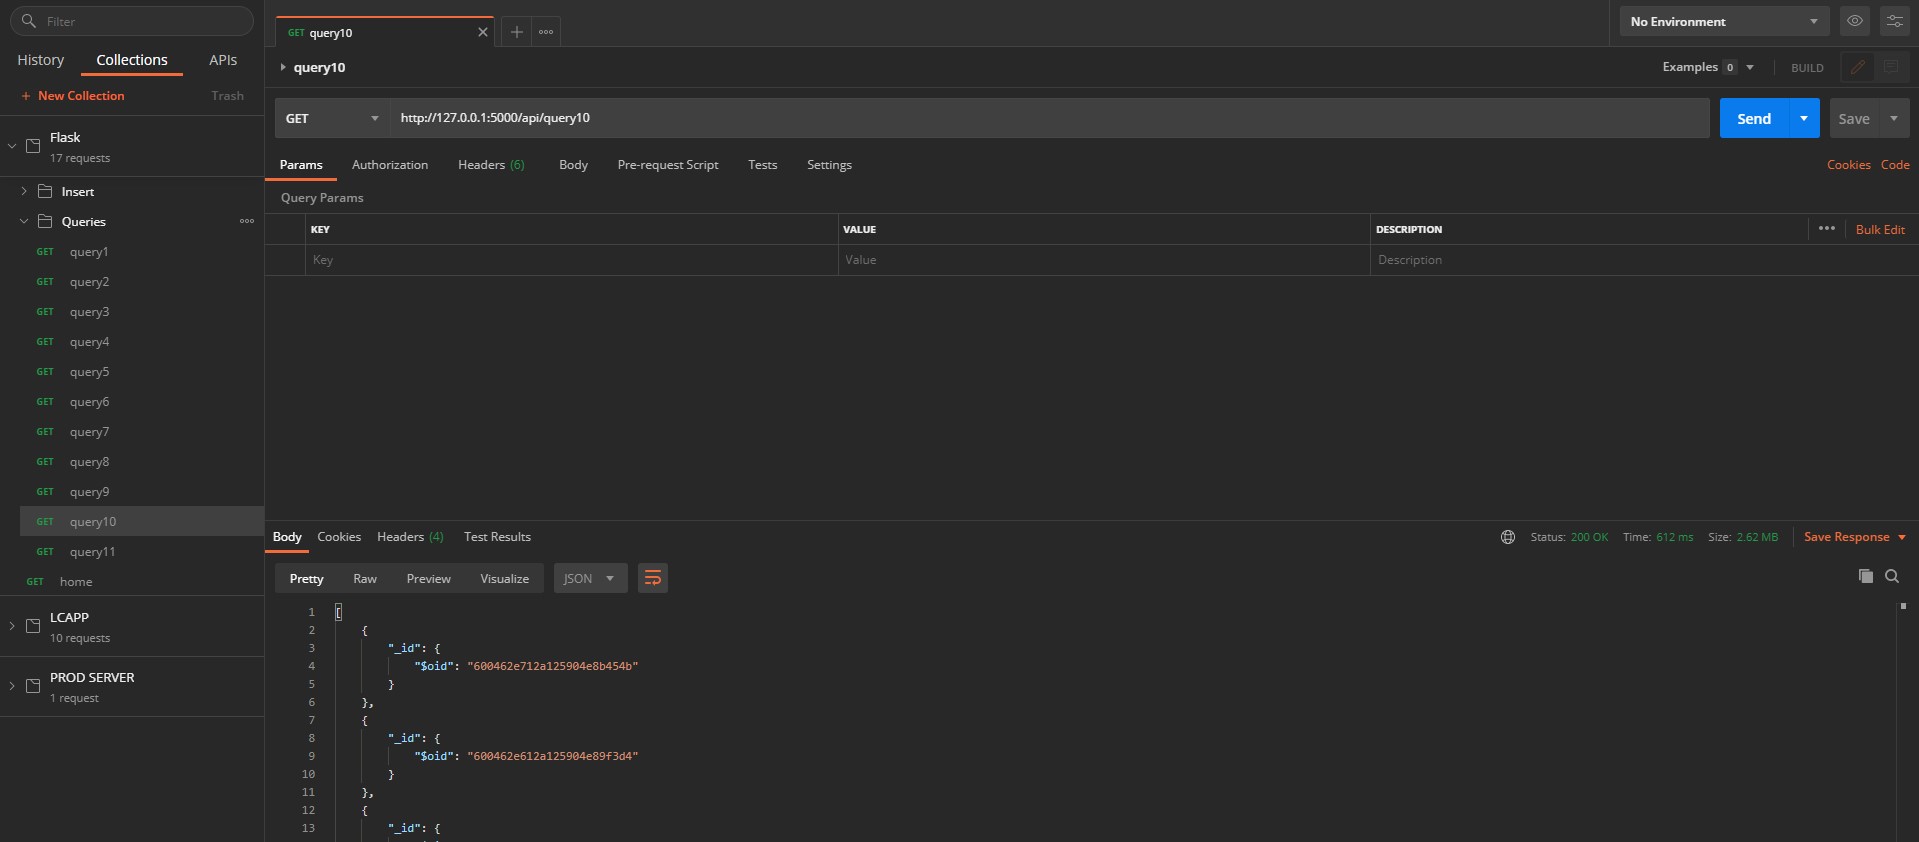 Filter
History Collections APIs
+ New Collection Trash
Flask
17 requests
Insert
Queries
GET query1
GET query2
GET query3
GET query4
GET query5
GET query6
GET query7
GET query8
GET query9
GET query10
GET query11
GET home
LCAPP
10 requests
PROD SERVER
1 request
GET query10
No Environment
query10
Examples 0 BUILD
GET http://127.0.0.1:5000/api/query10 Send Save
Params Authorization Headers (6) Body Pre-request Script Tests Settings Cookies Code
Query Params
KEY VALUE DESCRIPTION Bulk Edit
Key Value Description
Body Cookies Headers (4) Test Results Status: 200 OK Time: 612 ms Size: 2.62 MB Save Response
Pretty Raw Preview Visualize JSON
1 [
2 {
3 "_id": {
4 "$oid": "600462e712a125904e8b454b"
5 }
6 },
7 {
8 "_id": {
9 "$oid": "600462e612a125904e89f3d4"
10 }
11 },
12 {
13 "_id": {